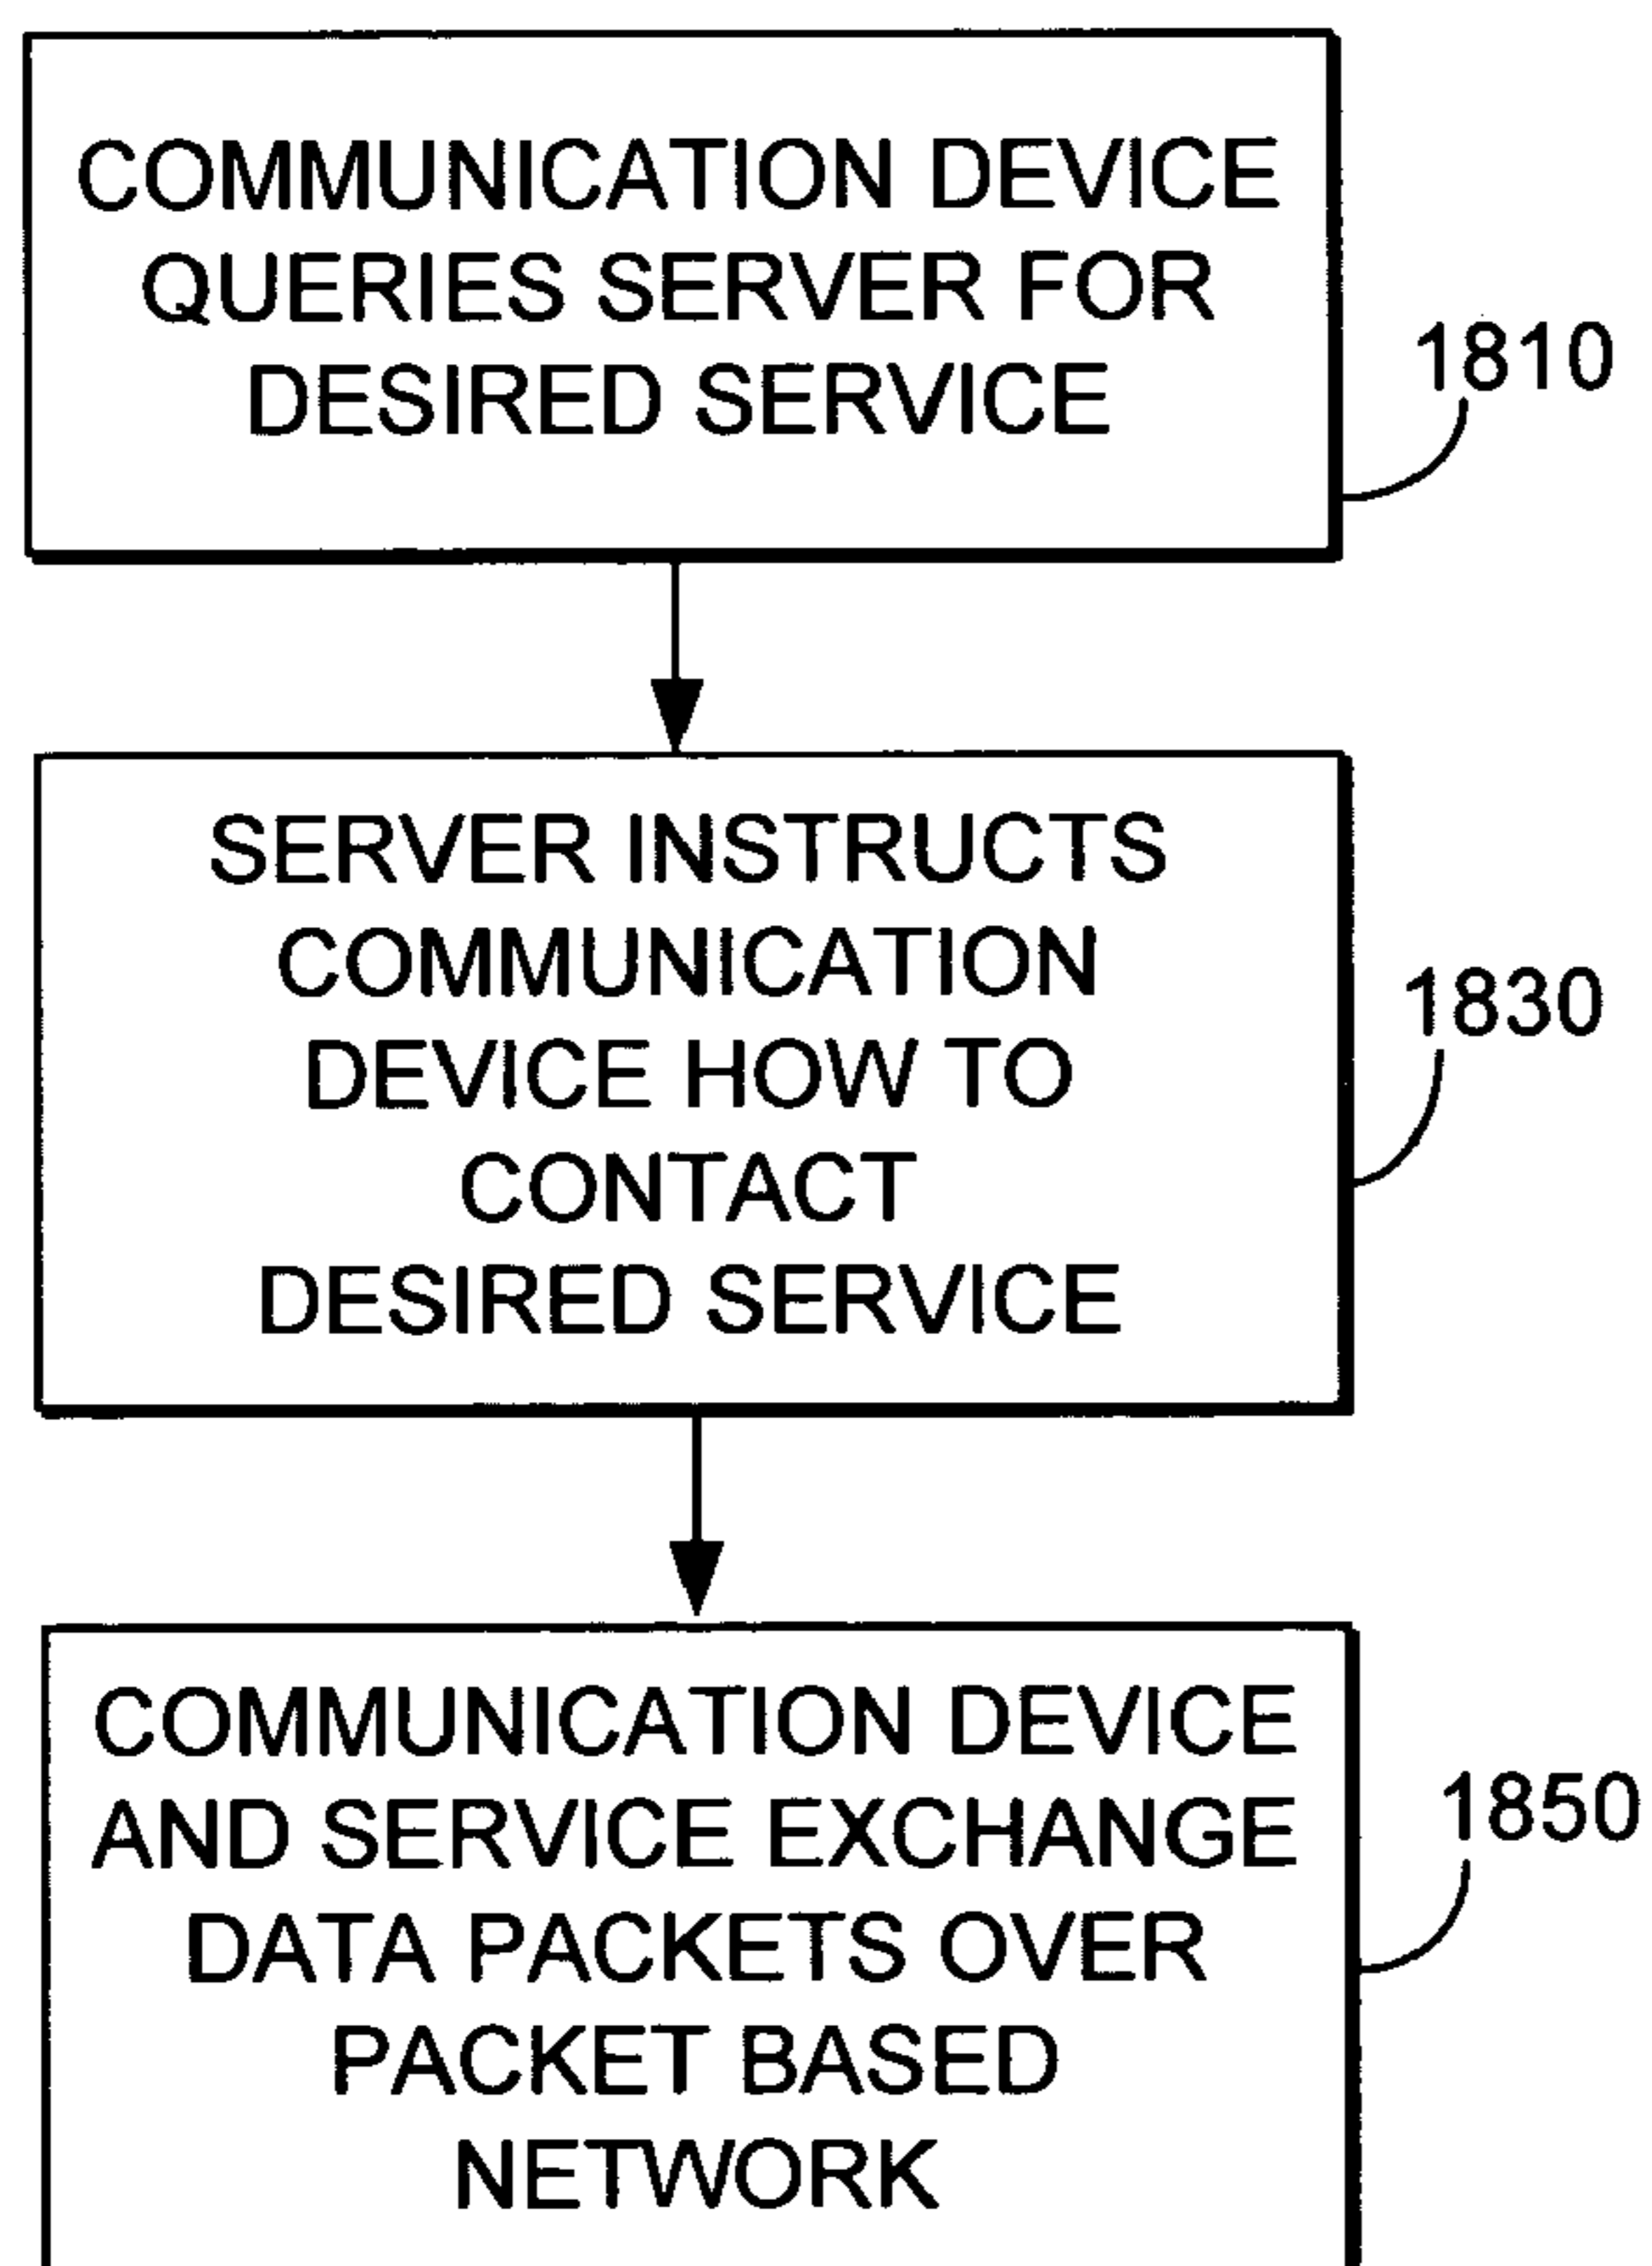 COMMUNICATION DEVICE
QUERIES SERVER FOR
DESIRED SERVICE
1810
SERVER INSTRUCTS
COMMUNICATION
DEVICE HOW TO
CONTACT
DESIRED SERVICE
1830
COMMUNICATION DEVICE
AND SERVICE EXCHANGE
DATA PACKETS OVER
PACKET BASED
NETWORK
1850